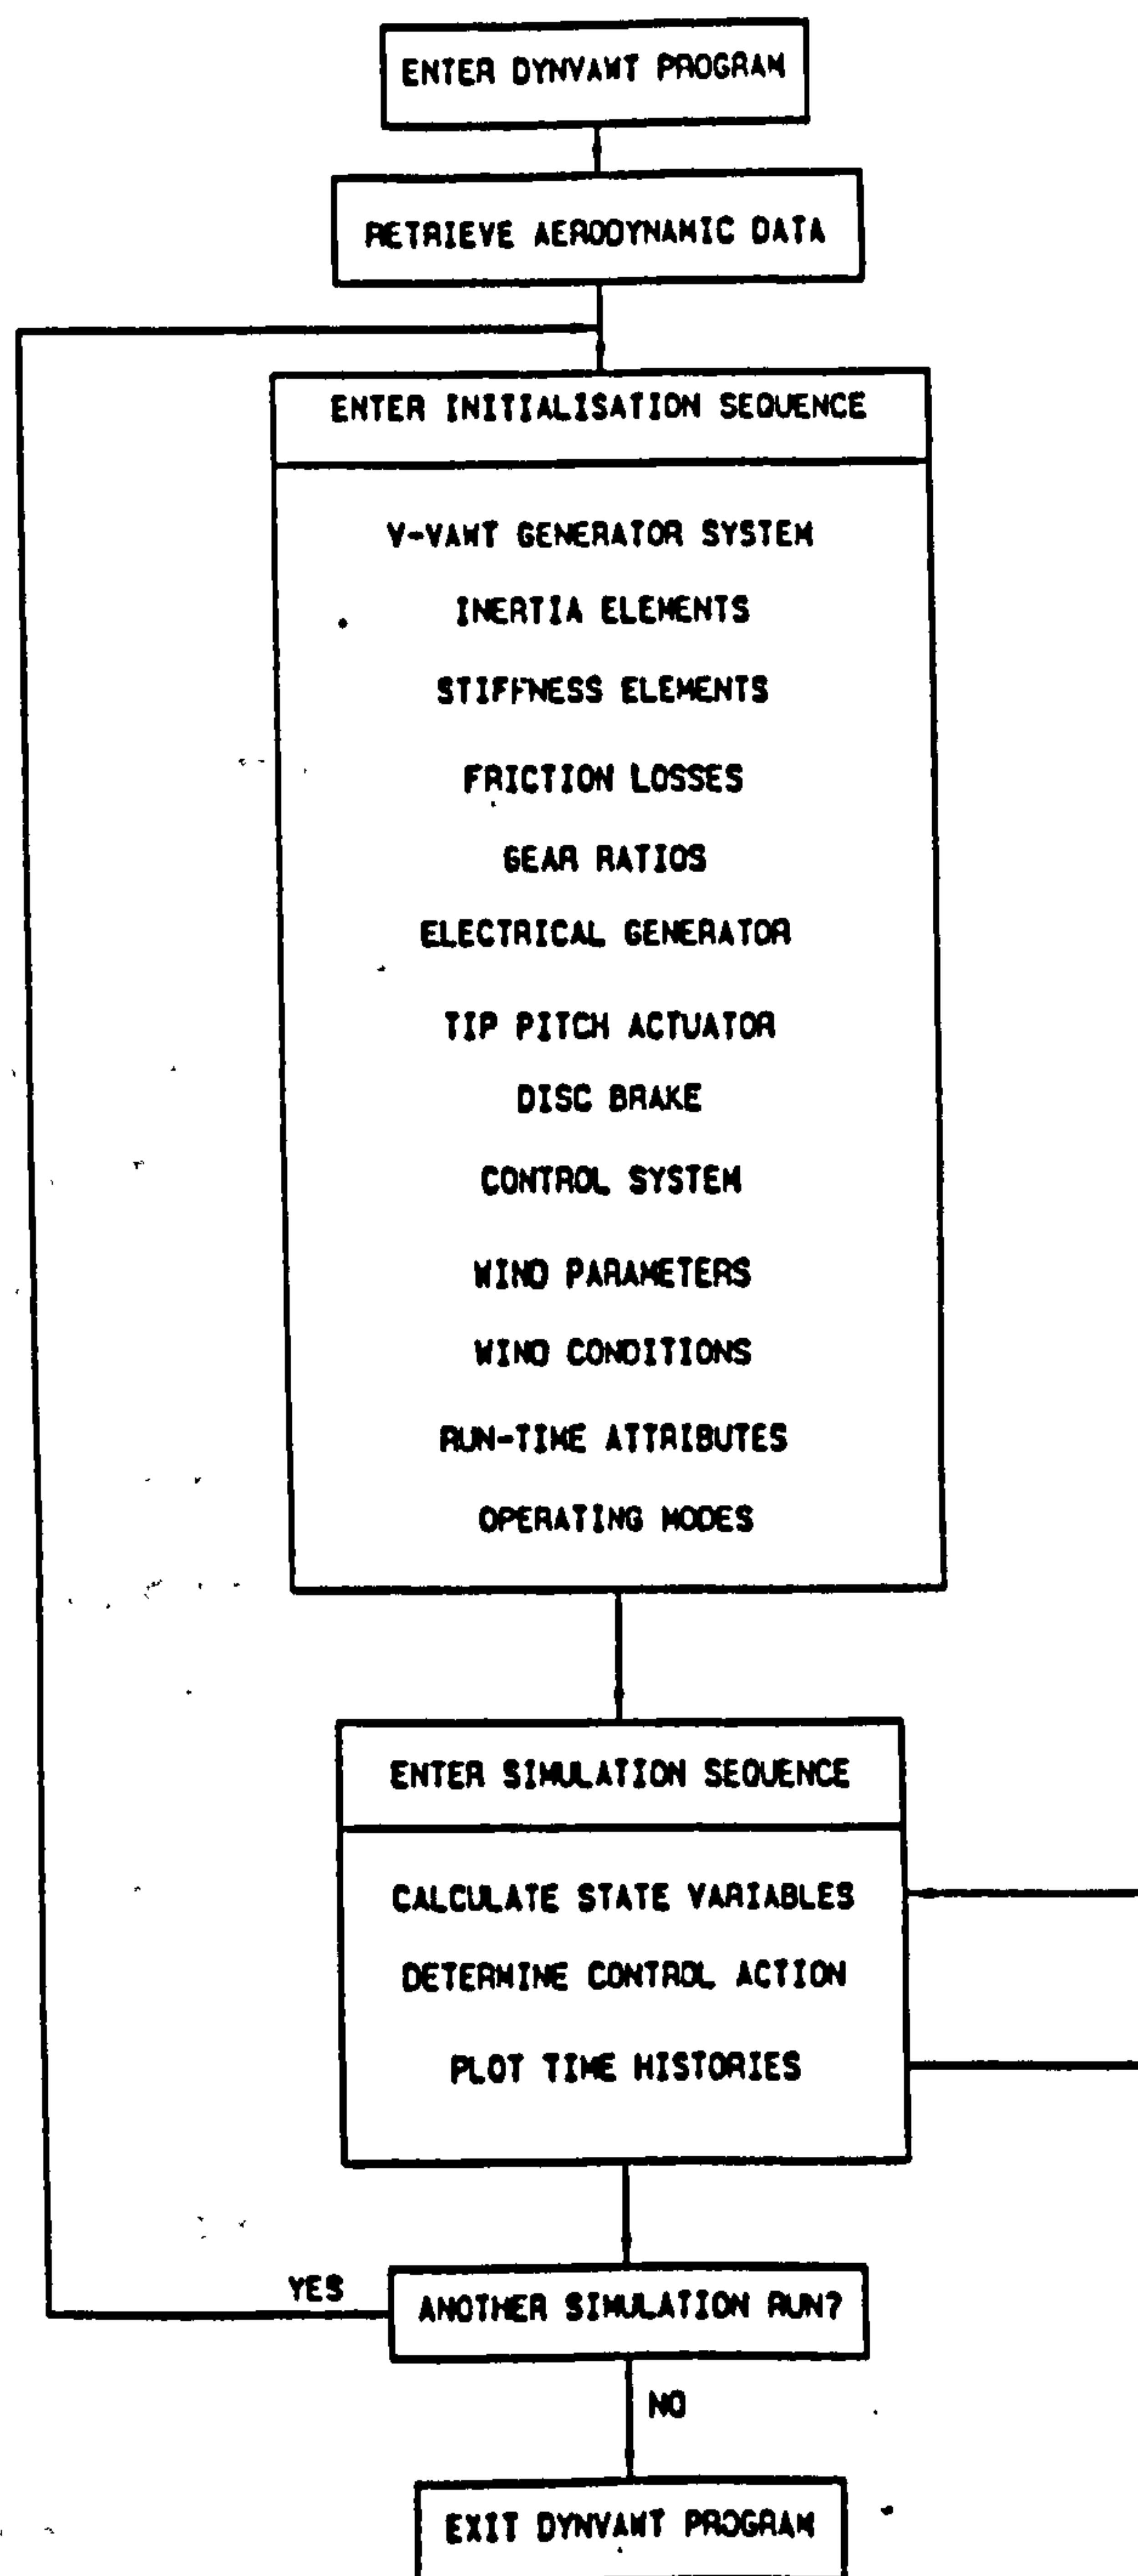 ENTER DYNVAWT PROGRAM
RETRIEVE AERODYNAMIC DATA
ENTER INITIALISATION SEQUENCE
V-VAWT GENERATOR SYSTEM
INERTIA ELEMENTS
STIFFNESS ELEMENTS
FRICTION LOSSES
GEAR RATIOS
ELECTRICAL GENERATOR
TIP PITCH ACTUATOR
DISC BRAKE
CONTROL SYSTEM
WIND PARAMETERS
WIND CONDITIONS
RUN-TIME ATTRIBUTES
OPERATING MODES
ENTER SIMULATION SEQUENCE
CALCULATE STATE VARIABLES
DETERMINE CONTROL ACTION
PLOT TIME HISTORIES
YES
ANOTHER SIMULATION RUN?
NO
EXIT DYNVAWT PROGRAM